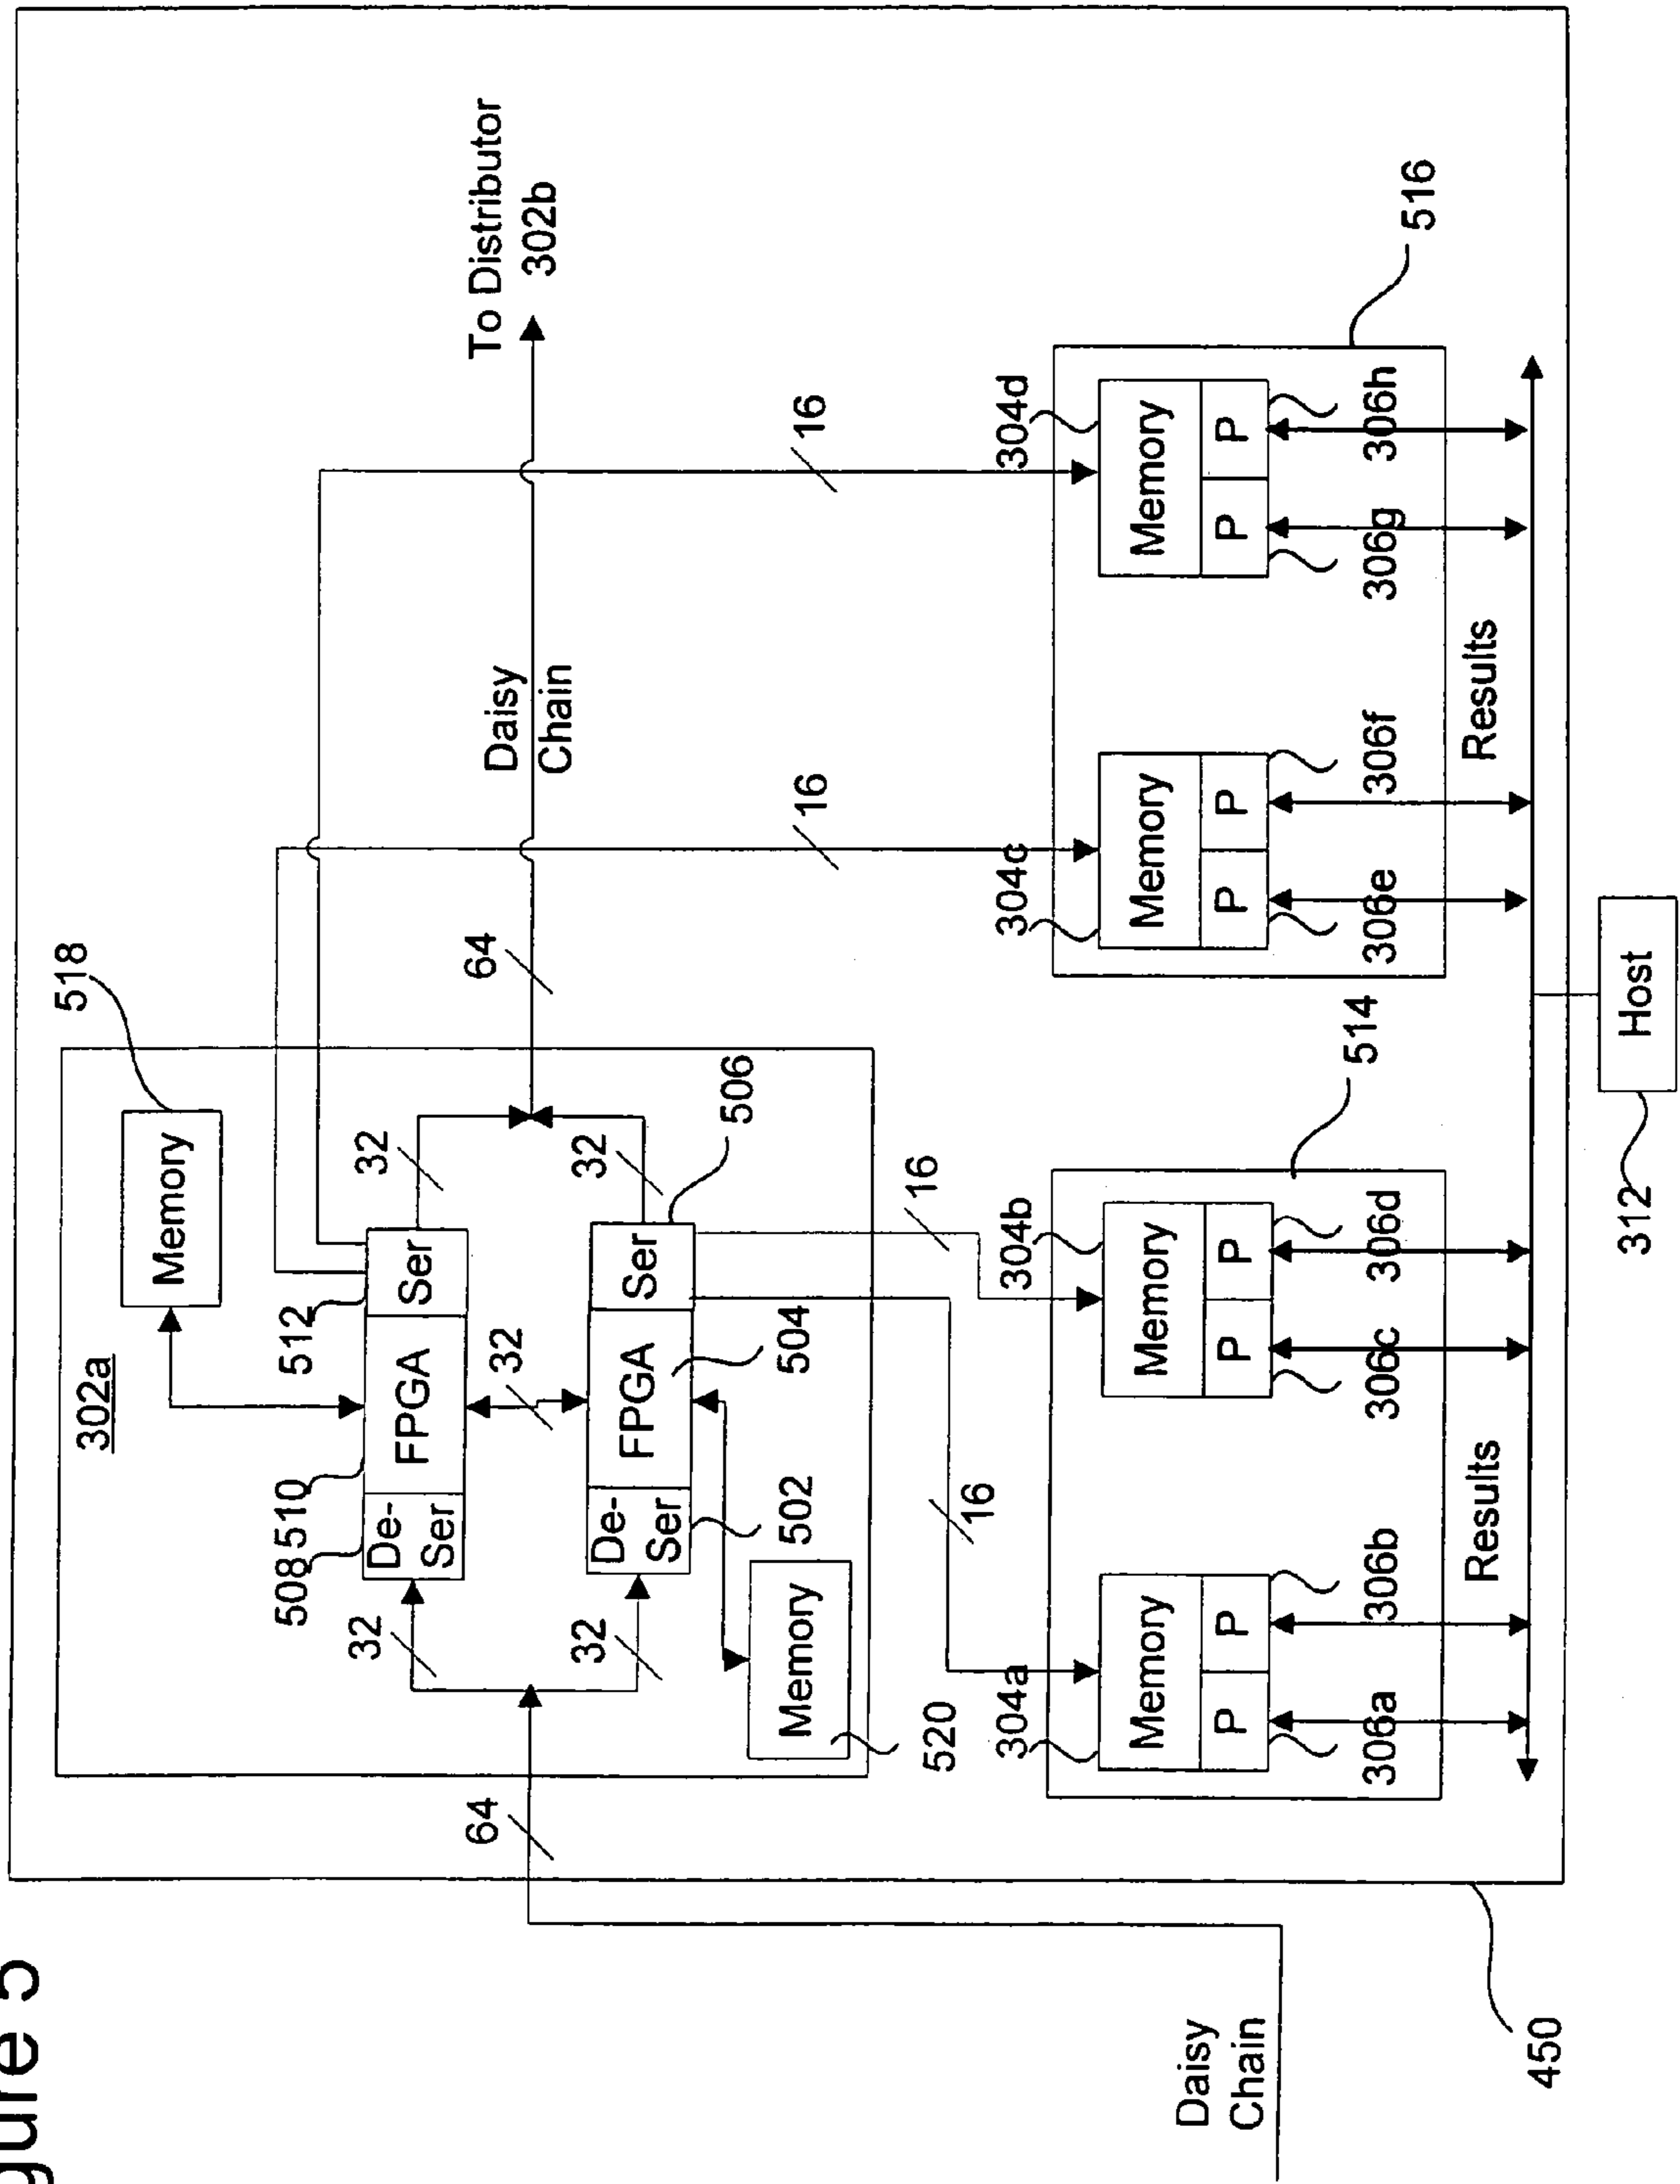 gure 5
518
Memory
302a
512
508
510
De-
Ser
FPGA
Ser
32
32
32
To Distributor
302b
Daisy
Chain
64
64
32
32
De-
Ser
FPGA
Ser
506
504
502
Memory
520
16
16
16
16
304a
304b
304c
304d
Memory
Memory
Memory
Memory
P
P
P
P
P
P
P
P
306a
306b
306c
306d
306e
306f
306g
306h
514
516
Results
Results
Daisy
Chain
450
312
Host